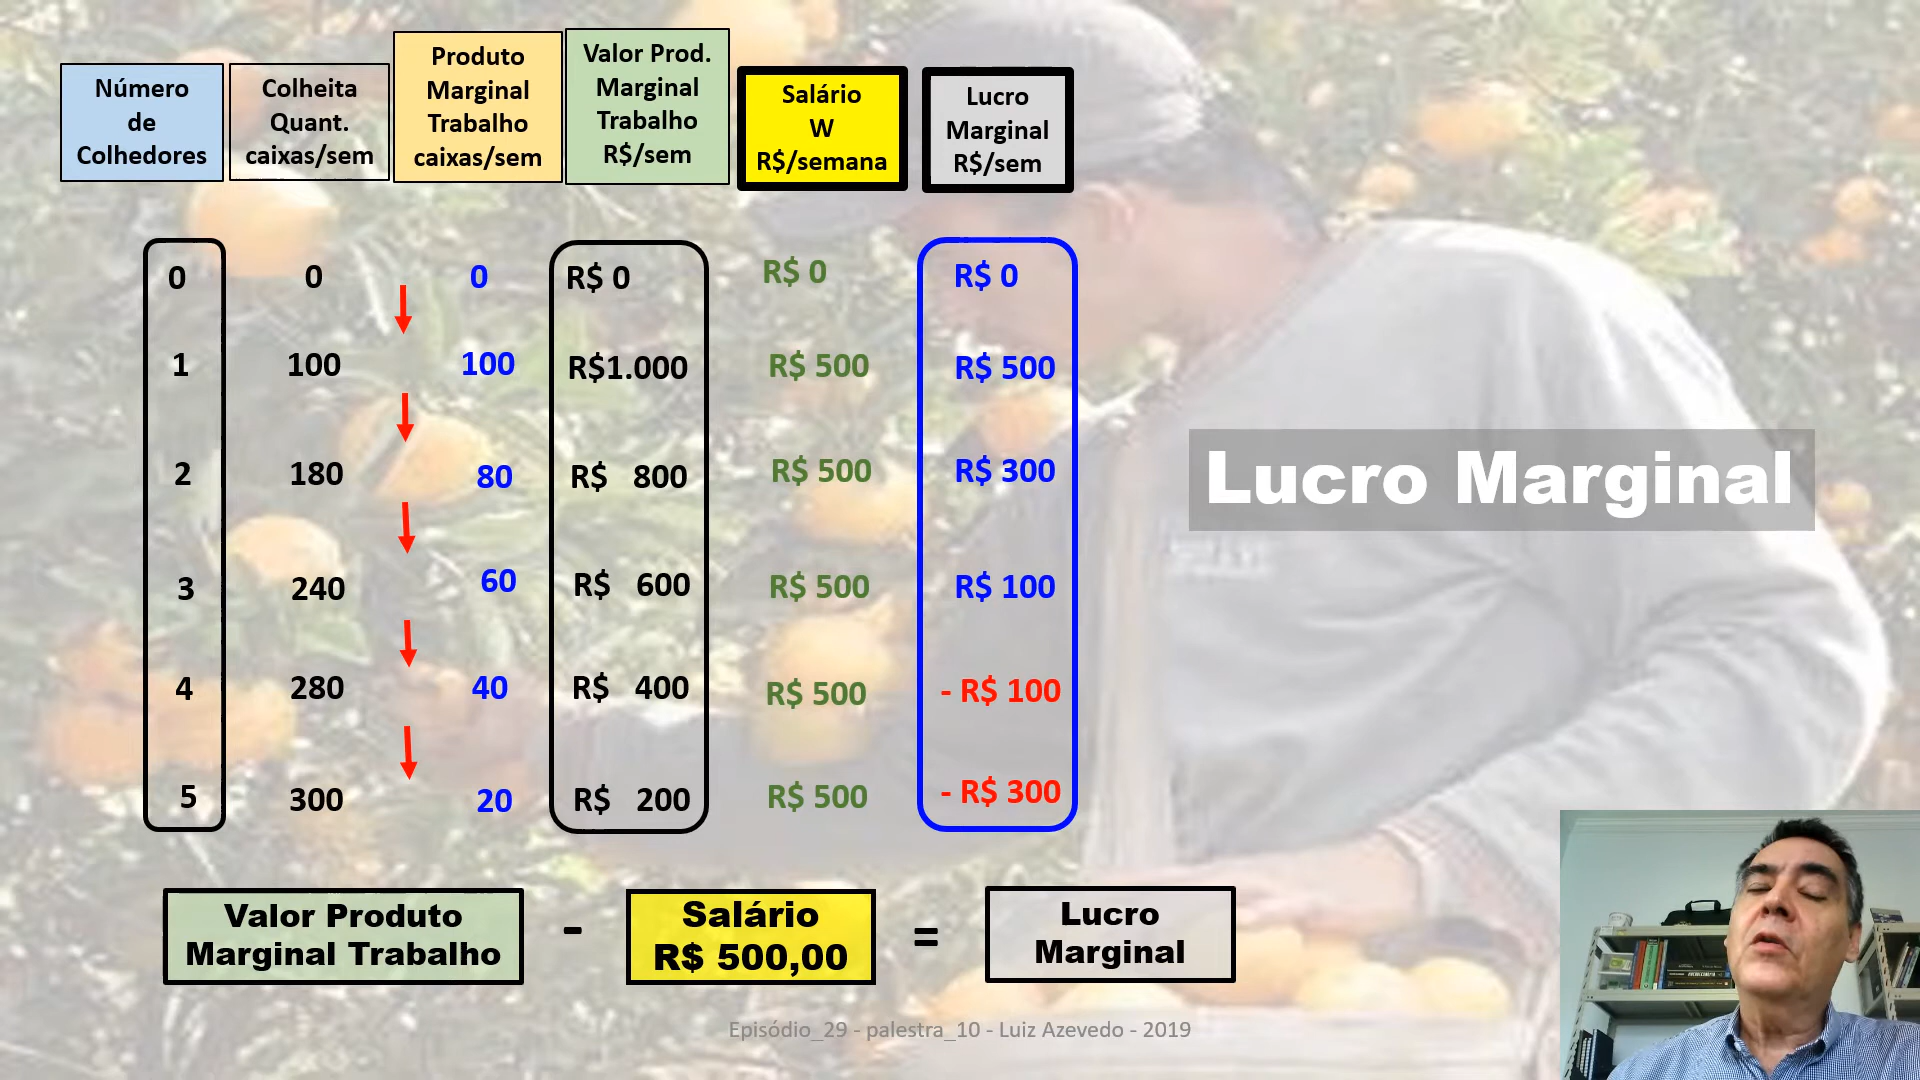 Número
de
Colhedores
Colheita
Quant.
caixas/sem
Produto
Marginal
Trabalho
caixas/sem
Valor Prod.
Marginal
Trabalho
R$/sem
Salário
W
R$/semana
Lucro
Marginal
R$/sem
0 0 0 R$ 0 R$ 0 R$ 0
1 100 100 R$1.000 R$ 500 R$ 500
2 180 80 R$ 800 R$ 500 R$ 300
3 240 60 R$ 600 R$ 500 R$ 100
4 280 40 R$ 400 R$ 500 - R$ 100
5 300 20 R$ 200 R$ 500 - R$ 300
Lucro Marginal
Valor Produto
Marginal Trabalho
-
Salário
R$ 500,00
=
Lucro
Marginal
Episódio_29 - palestra_10 - Luiz Azevedo - 2019